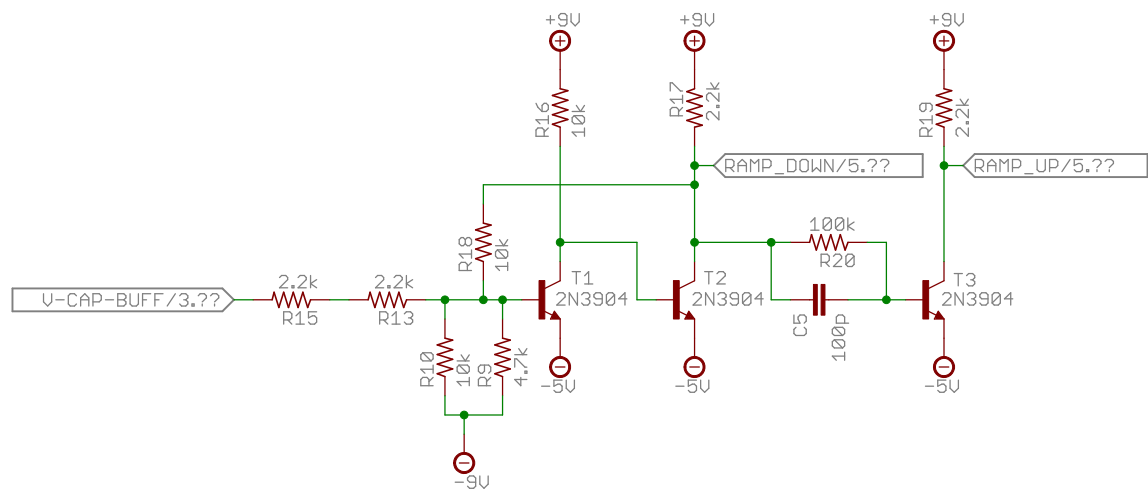 +9V
+9V
+9V
R16
10k
R17
2.2k
R19
2.2k
RAMP_DOWN/5.??
RAMP_UP/5.??
R18
10k
100k
R20
V-CAP-BUFF/3.??
2.2k
R15
2.2k
R13
T1
2N3904
T2
2N3904
T3
2N3904
C5
100p
R10
10k
R9
4.7k
-5V
-5V
-5V
-9V